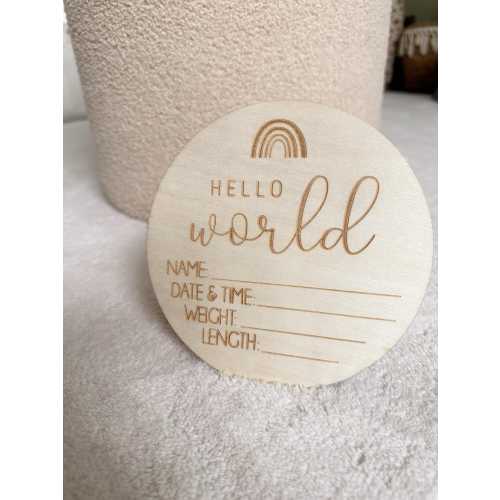 HELLO
world
NAME:
DATE & TIME:
WEIGHT:
LENGTH: